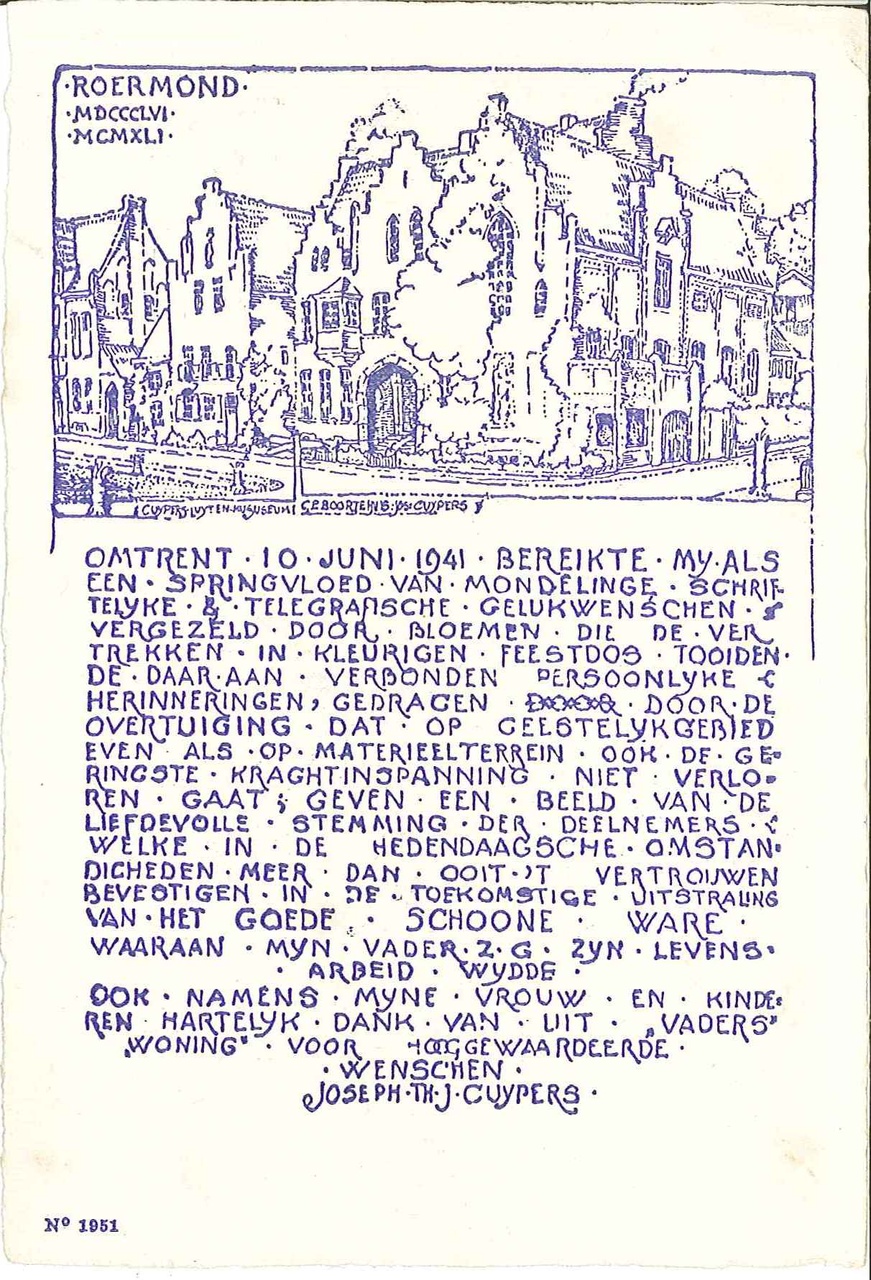 ·ROERMOND·
·MDCCCLVI·
·MCMXLI·
CUYPERS·LUYTEN·MUSUSEUM
GEBOORTEHUIS·JOS·CUYPERS
OMTRENT · 10 · JUNI · 1941 · BEREIKTE · MY · ALS
EEN · SPRINGVLOED · VAN · MONDELINGE · SCHRIF-
TELYKE · & · TELEGRAFISCHE · GELUKWENSCHEN ·
VERGEZELD · DOOR · BLOEMEN · DIE DE · VER
TREKKEN · IN · KLEURIGEN · FEESTDOS · TOOIDEN ·
DE · DAAR · AAN · VERBONDEN PERSOONLYKE
HERINNERINGEN, GEDRAGEN · DOOR · DE
OVERTUIGING · DAT · OP GEESTELYKGEBIED
EVEN ALS · OP · MATERIEELTERREIN · OOK · DE · GE=
RINGSTE · KRACHTINSPANNING · NIET · VERLO=
REN · GAAT ; GEVEN · EEN · BEELD · VAN · DE
LIEFDEVOLLE · STEMMING · DER · DEELNEMERS ·
WELKE · IN · DE HEDENDAAGSCHE · OMSTAN=
DIGHEDEN · MEER · DAN · OOIT · 'T VERTROUWEN
BEVESTIGEN · IN · DE · TOEKOMSTIGE · UITSTRALING
VAN · HET GOEDE , · SCHOONE · WARE ·
WAARAAN · MYN · VADER · Z · G · ZYN · LEVENS=
· ARBEID · WYDDE ·
OOK · NAMENS · MYNE · VROUW · EN · KINDE=
REN HARTELYK · DANK · VAN · UIT · „VADERS"
„WONING" · VOOR HOOGGEWAARDEERDE ·
· WENSCHEN ·
JOSEPH · TH · J · CUYPERS ·
Nº 1951